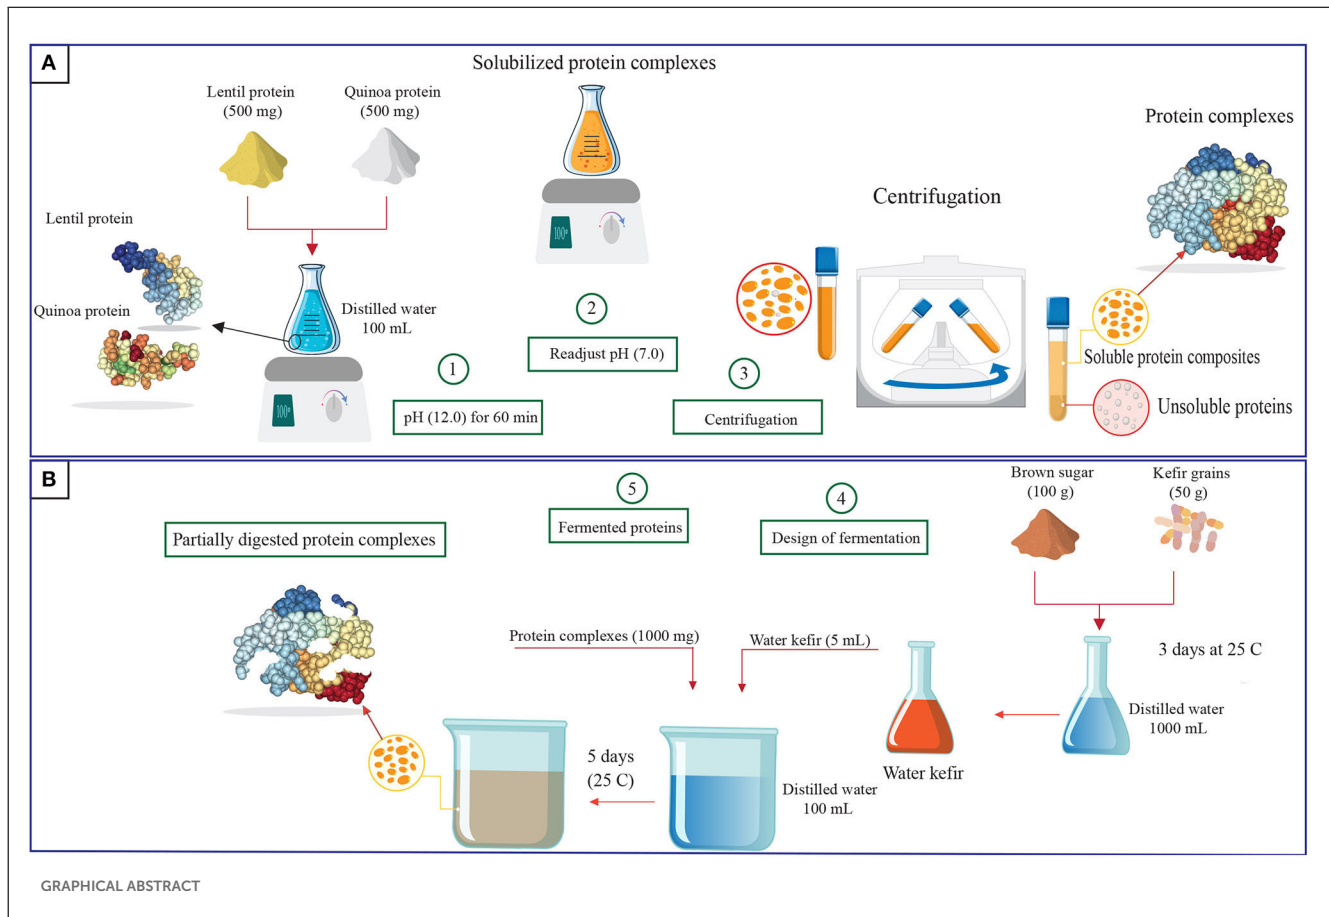 A
Lentil protein
(500 mg)
Quinoa protein
(500 mg)
Solubilized protein complexes
Protein complexes
Centrifugation
Lentil protein
Quinoa protein
Distilled water
100 mL
100º
100º
1
pH (12.0) for 60 min
2
Readjust pH (7.0)
3
Centrifugation
Soluble protein composites
Unsoluble proteins
B
Brown sugar
(100 g)
Kefir grains
(50 g)
5
Fermented proteins
4
Design of fermentation
Partially digested protein complexes
Protein complexes (1000 mg)
Water kefir (5 mL)
3 days at 25 C
Distilled water
1000 mL
Water kefir
5 days
(25 C)
Distilled water
100 mL
GRAPHICAL ABSTRACT